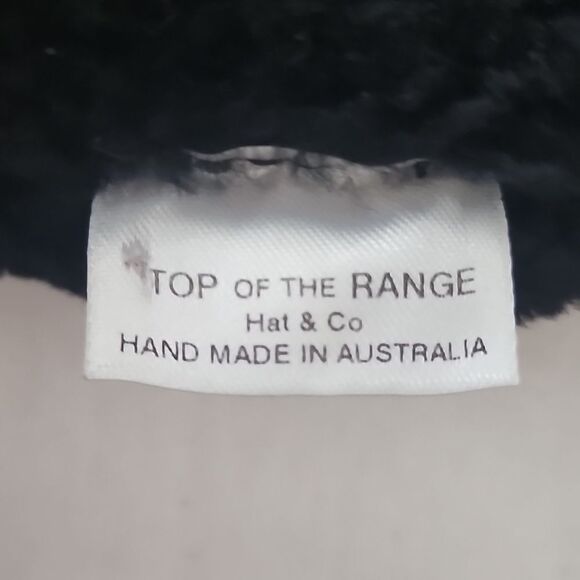 TOP OF THE RANGE
Hat & Co
HAND MADE IN AUSTRALIA